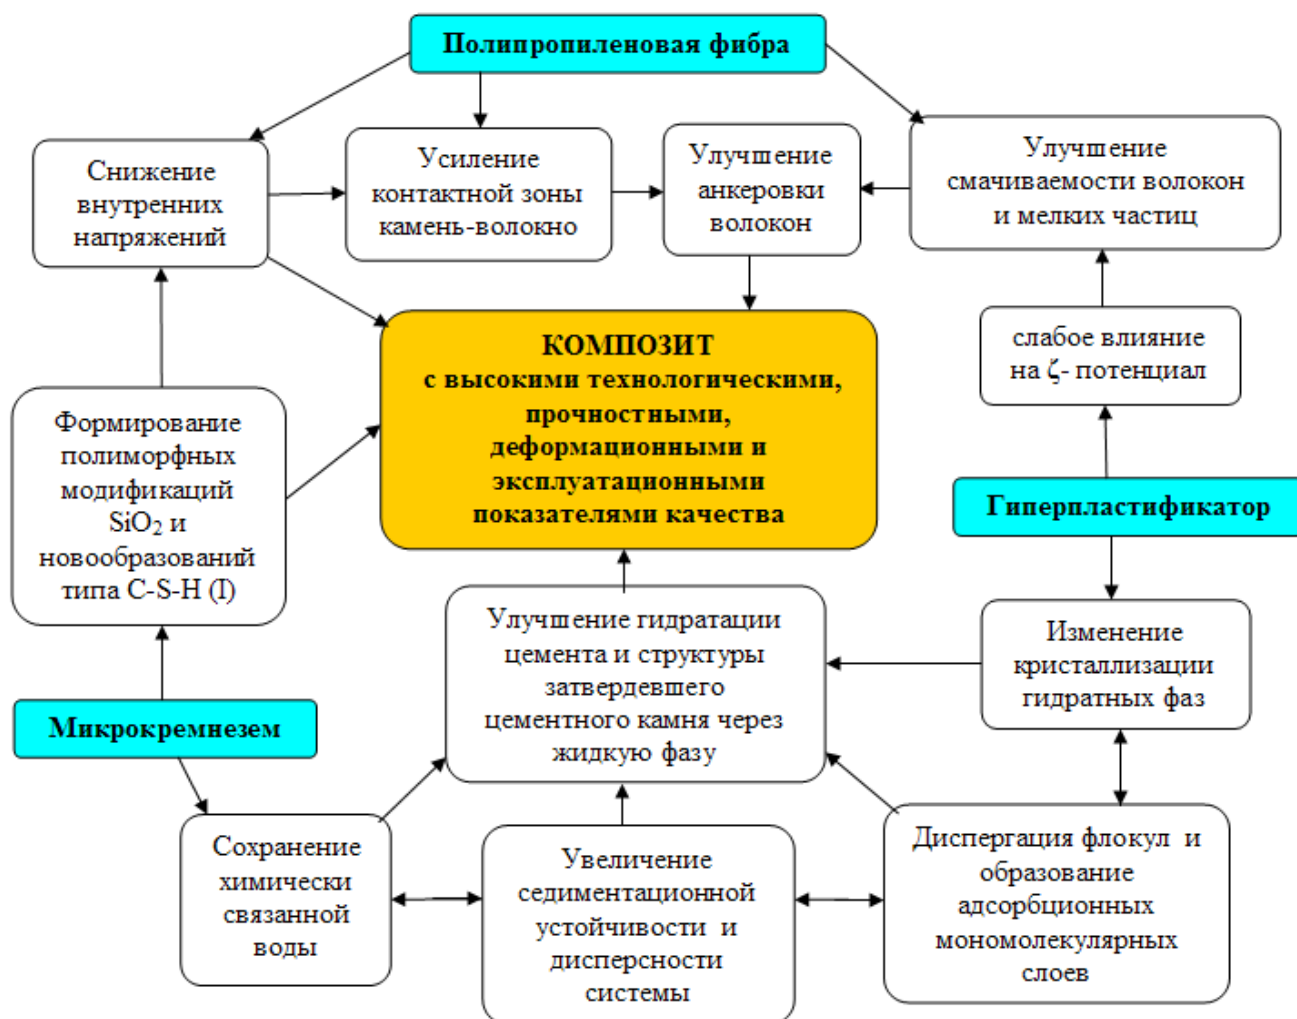 Полипропиленовая фибра
Снижение
внутренних
напряжений
Усиление
контактной зоны
камень-волокно
Улучшение
анкеровки
волокон
Улучшение
смачиваемости волокон
и мелких частиц
КОМПОЗИТ
с высокими технологическими,
прочностными,
деформационными и
эксплуатационными
показателями качества
слабое влияние
на ζ- потенциал
Формирование
полиморфных
модификаций
SiO₂ и
новообразований
типа C-S-H (I)
Гиперпластификатор
Улучшение гидратации
цемента и структуры
затвердевшего
цементного камня через
жидкую фазу
Изменение
кристаллизации
гидратных фаз
Микрокремнезем
Сохранение
химически
связанной
воды
Увеличение
седиментационной
устойчивости и
дисперсности
системы
Диспергация флокул и
образование
адсорбционных
мономолекулярных
слоев